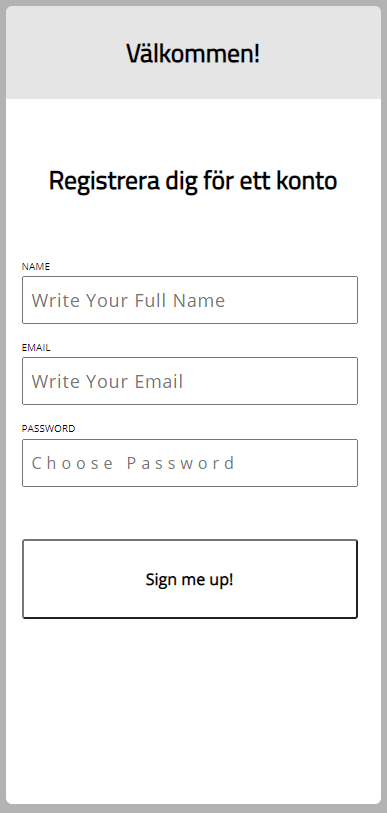 Välkommen!
Registrera dig för ett konto
NAME
Write Your Full Name
EMAIL
Write Your Email
PASSWORD
Choose Password
Sign me up!